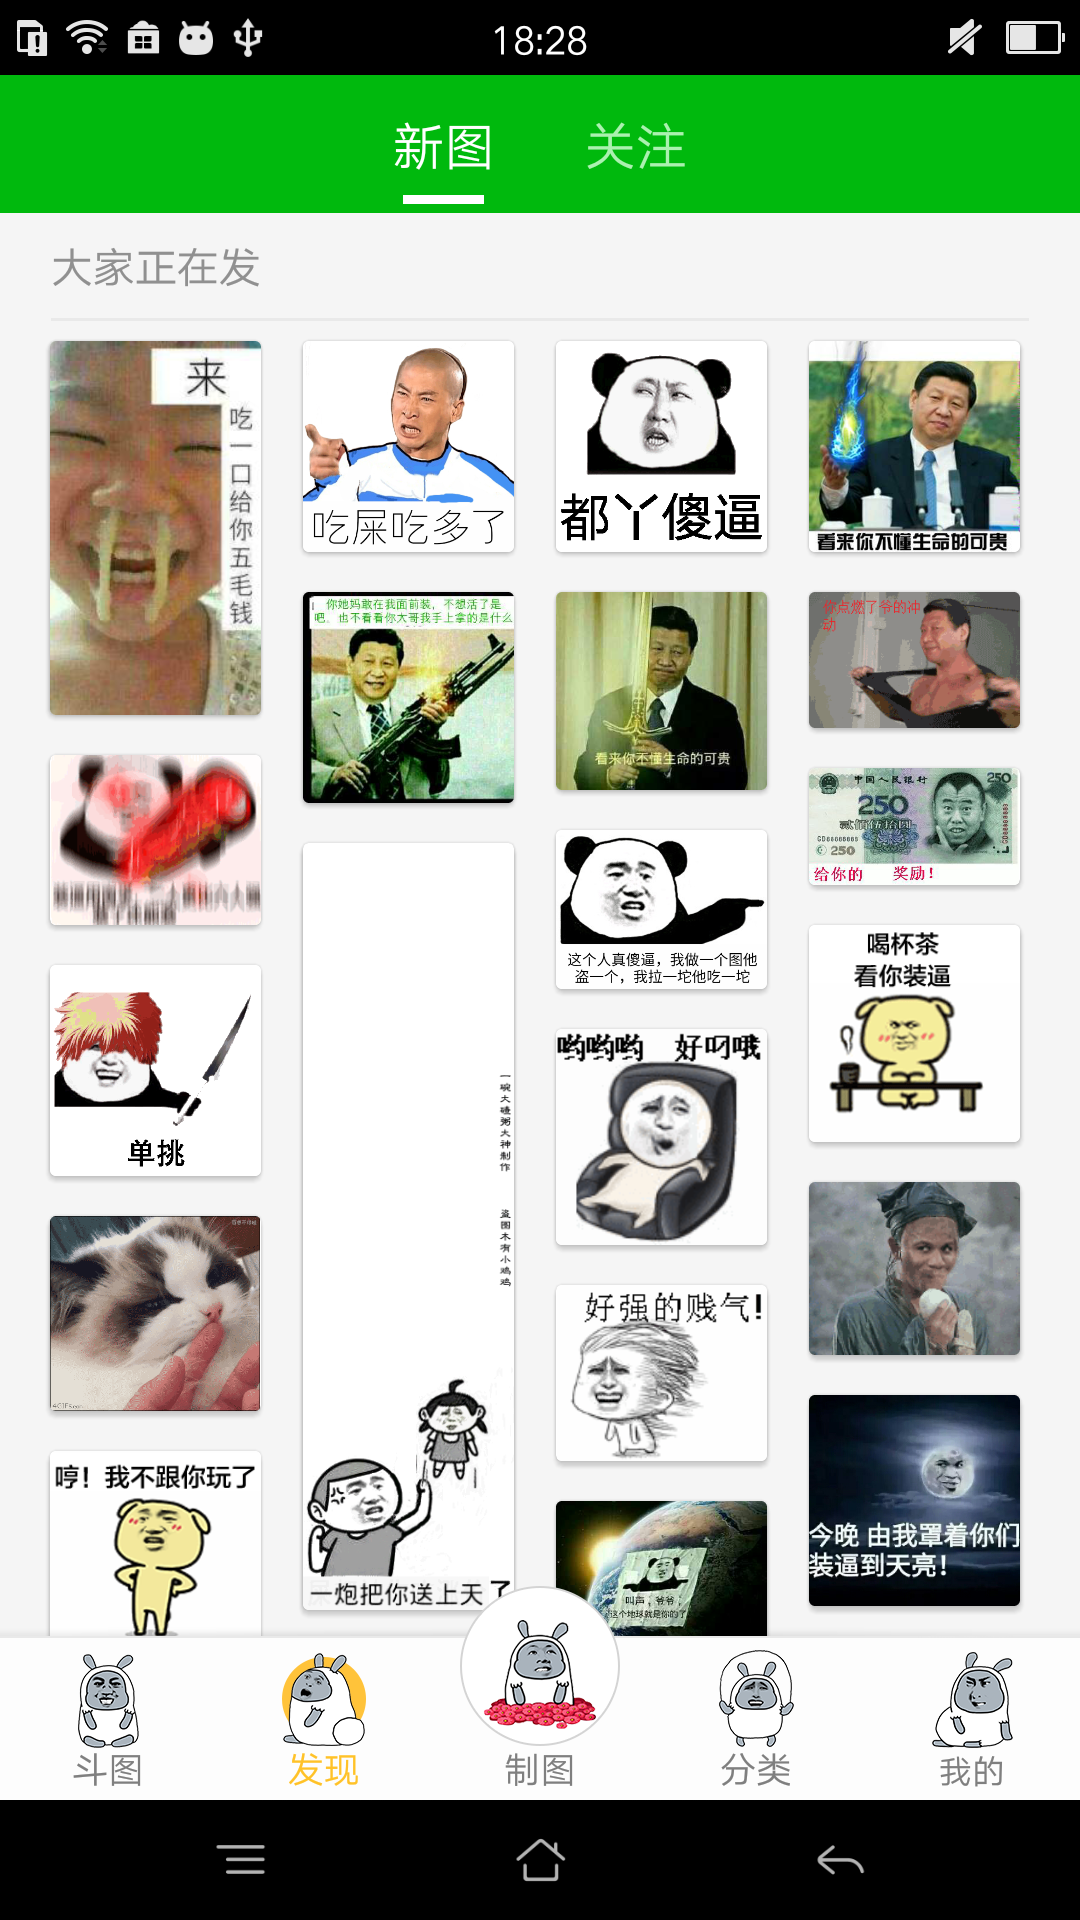 18:28
新图
关注
大家正在发
来
吃一口给你五毛钱
吃屎吃多了
都丫傻逼
看来你不懂生命的可贵
你她妈敢在我面前装，不想活了是
吧。也不看看你大哥我手上拿的是什么
看来你不懂生命的可贵
你点燃了爷的冲
动
中国人民银行
250
250
贰佰伍拾圆
250
给你的 奖励！
这个人真傻逼，我做一个图他
盗一个，我拉一坨他吃一坨
喝杯茶
看你装逼
单挑
哟哟哟 好叼哦
一碗大碴粥大神制作
盗图木有小鸡鸡
一炮把你送上天了
好强的贱气！
哼！我不跟你玩了
今晚 由我罩着你们
装逼到天亮！
叫声，爷爷，
这个地球就是你的了
斗图
发现
制图
分类
我的